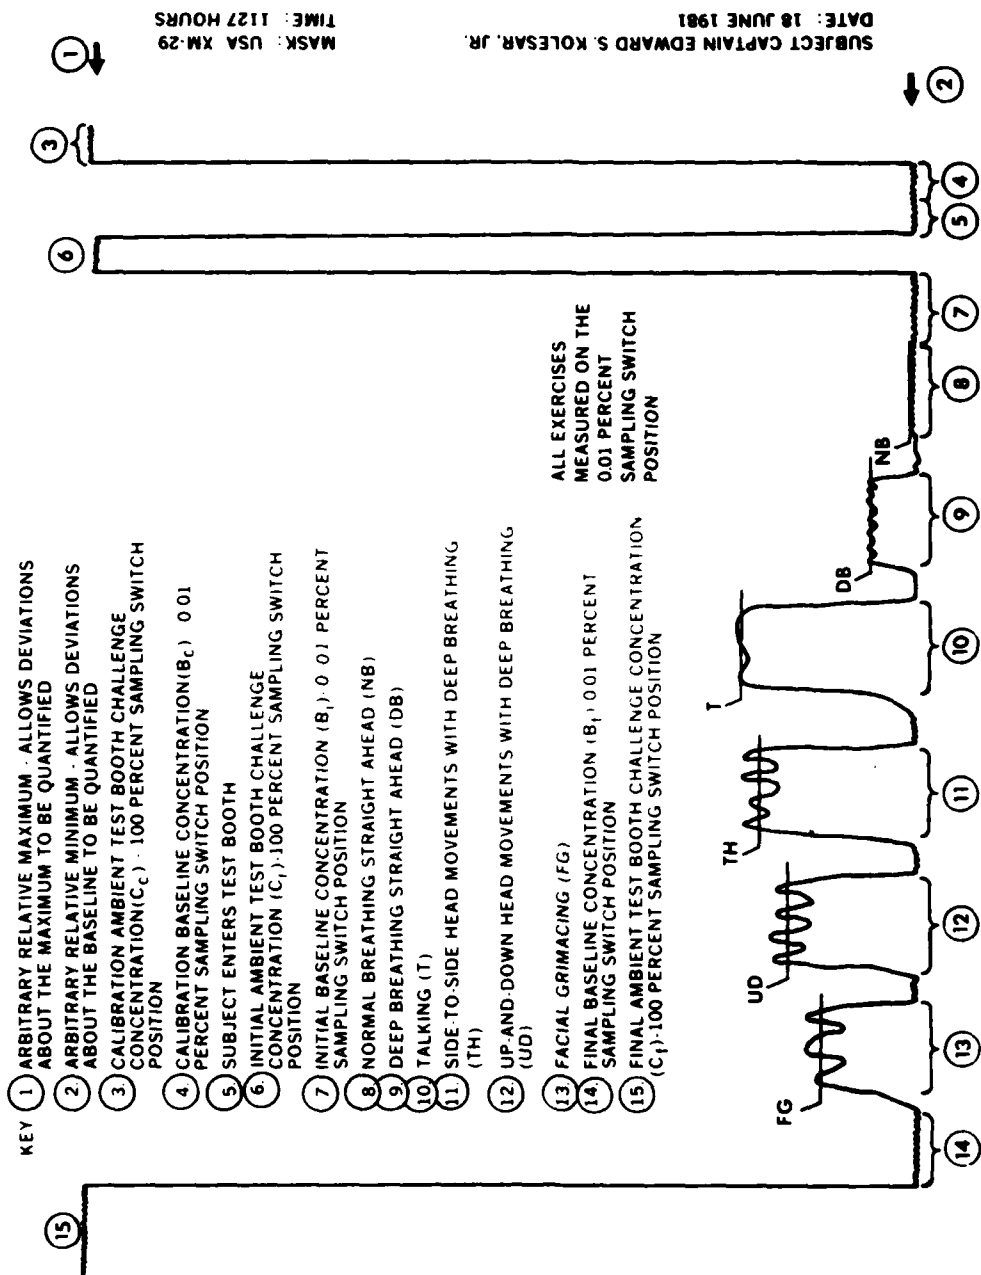 SUBJECT CAPTAIN EDWARD S. KOLESAR, JR.
DATE: 18 JUNE 1981
MASK: USA XM-29
TIME: 1127 HOURS
KEY 1 ARBITRARY RELATIVE MAXIMUM - ALLOWS DEVIATIONS
ABOUT THE MAXIMUM TO BE QUANTIFIED
2. ARBITRARY RELATIVE MINIMUM - ALLOWS DEVIATIONS
ABOUT THE BASELINE TO BE QUANTIFIED
3 CALIBRATION AMBIENT TEST BOOTH CHALLENGE
CONCENTRATION(Cc) - 100 PERCENT SAMPLING SWITCH
POSITION
4. CALIBRATION BASELINE CONCENTRATION(Bc) 0 01
PERCENT SAMPLING SWITCH POSITION
5. SUBJECT ENTERS TEST BOOTH
6. INITIAL AMBIENT TEST BOOTH CHALLENGE
CONCENTRATION (Cı)-100 PERCENT SAMPLING SWITCH
POSITION
7 INITIAL BASELINE CONCENTRATION (Bı)-0 01 PERCENT
SAMPLING SWITCH POSITION
8. NORMAL BREATHING STRAIGHT AHEAD (NB)
9. DEEP BREATHING STRAIGHT AHEAD (DB)
10. TALKING (T)
11. SIDE-TO-SIDE HEAD MOVEMENTS WITH DEEP BREATHING
(TH)
12. UP-AND-DOWN HEAD MOVEMENTS WITH DEEP BREATHING
(UD)
13. FACIAL GRIMACING (FG)
14. FINAL BASELINE CONCENTRATION (Bf) 0 01 PERCENT
SAMPLING SWITCH POSITION
15. FINAL AMBIENT TEST BOOTH CHALLENGE CONCENTRATION
(Cf)-100 PERCENT SAMPLING SWITCH POSITION
ALL EXERCISES
MEASURED ON THE
0.01 PERCENT
SAMPLING SWITCH
POSITION
15
6
3
1
FG
UD
TH
T
DB
NB
14
13
12
11
10
9
8
7
5
4
2